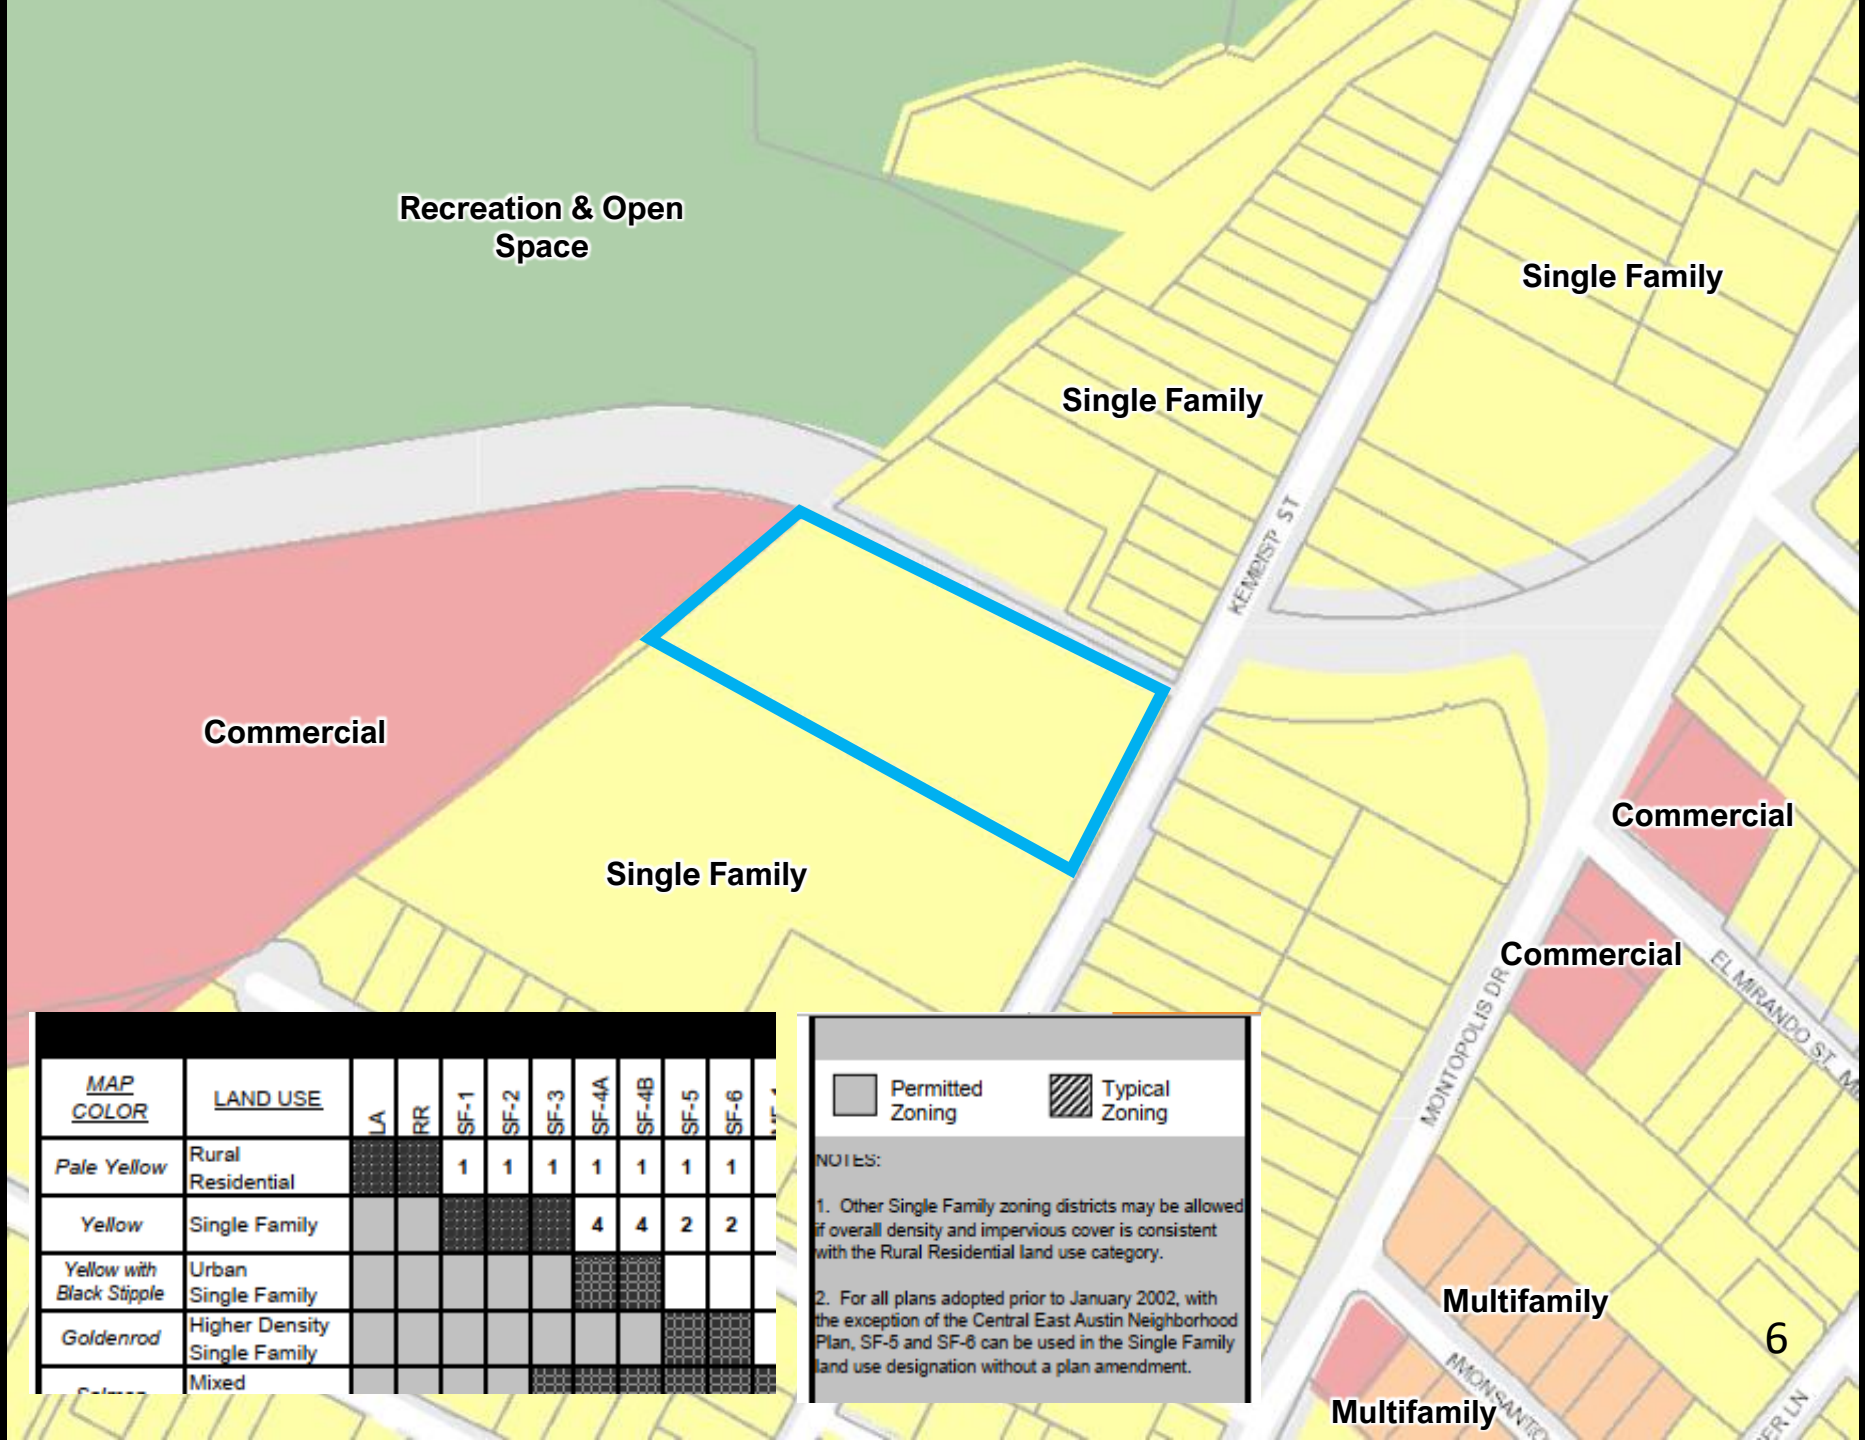 Recreation & Open
Space
Single Family
Single Family
KEMP ST
Commercial
Commercial
Single Family
Commercial
EL MIRANDO ST
MONTOPOLIS DR
MAP
COLOR
LAND USE
LA
RR
SF-1
SF-2
SF-3
SF-4A
SF-4B
SF-5
SF-6
Pale Yellow
Rural
Residential
1 1 1 1 1 1 1
Yellow
Single Family
4 4 2 2
Yellow with
Black Stipple
Urban
Single Family
Goldenrod
Higher Density
Single Family
Mixed
Permitted
Zoning
Typical
Zoning
NOTES:
1. Other Single Family zoning districts may be allowed
if overall density and impervious cover is consistent
with the Rural Residential land use category.
2. For all plans adopted prior to January 2002, with
the exception of the Central East Austin Neighborhood
Plan, SF-5 and SF-6 can be used in the Single Family
land use designation without a plan amendment.
Multifamily
6
Multifamily